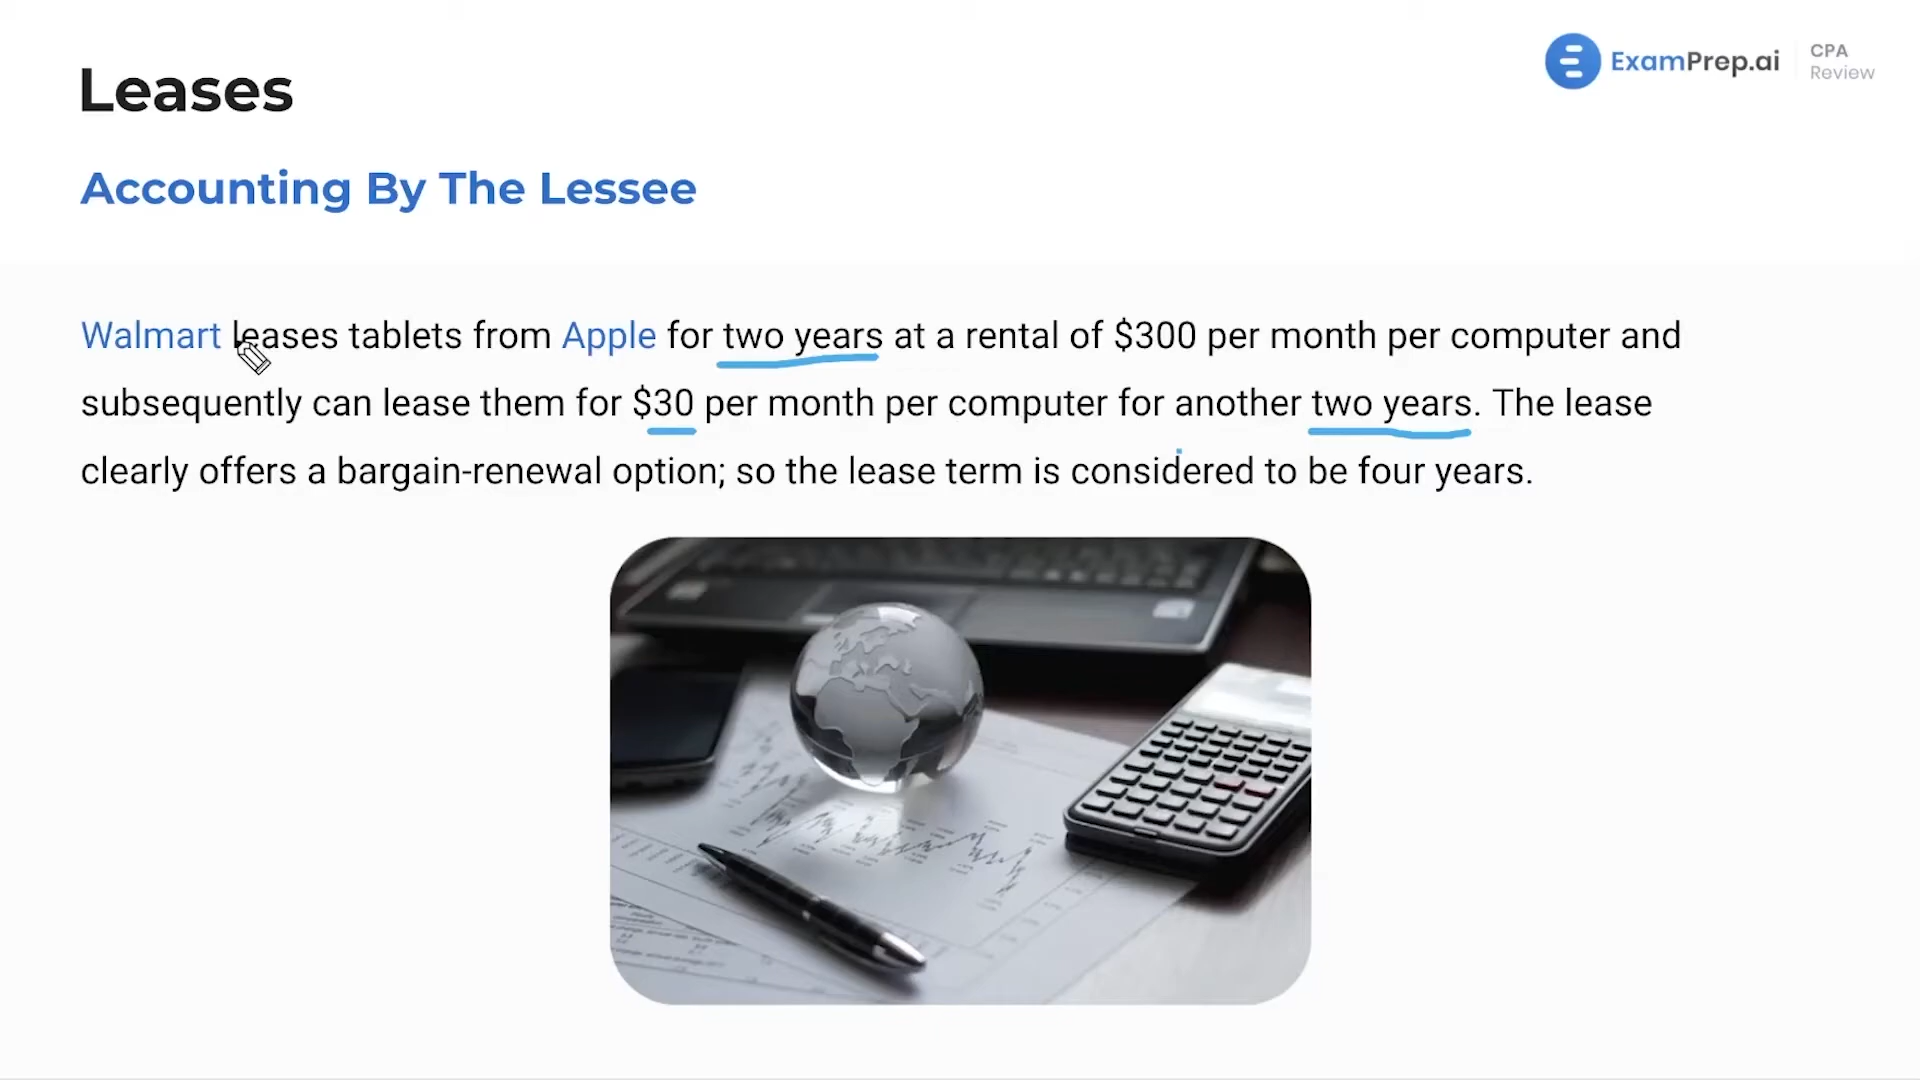 Leases
ExamPrep.ai
CPA
Review
Accounting By The Lessee
Walmart leases tablets from Apple for two years at a rental of $300 per month per computer and
subsequently can lease them for $30 per month per computer for another two years. The lease
clearly offers a bargain-renewal option; so the lease term is considered to be four years.